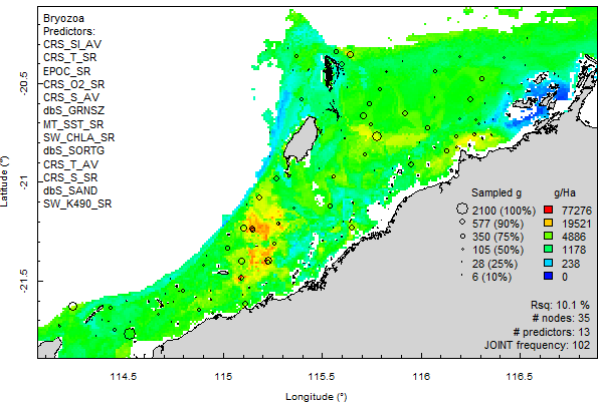 Bryozoa
Predictors:
CRS_SI_AV
CRS_T_SR
EPOC_SR
CRS_O2_SR
CRS_S_AV
dbS_GRNSZ
MT_SST_SR
SW_CHLA_SR
dbS_SORTG
CRS_T_AV
CRS_S_SR
dbS_SAND
SW_K490_SR
-20.5
-21
-21.5
Latitude (°)
Sampled g g/Ha
2100 (100%) 77276
577 (90%) 19521
350 (75%) 4886
105 (50%) 1178
28 (25%) 238
6 (10%) 0
Rsq: 10.1 %
# nodes: 35
# predictors: 13
JOINT frequency: 102
114.5 115 115.5 116 116.5
Longitude (°)